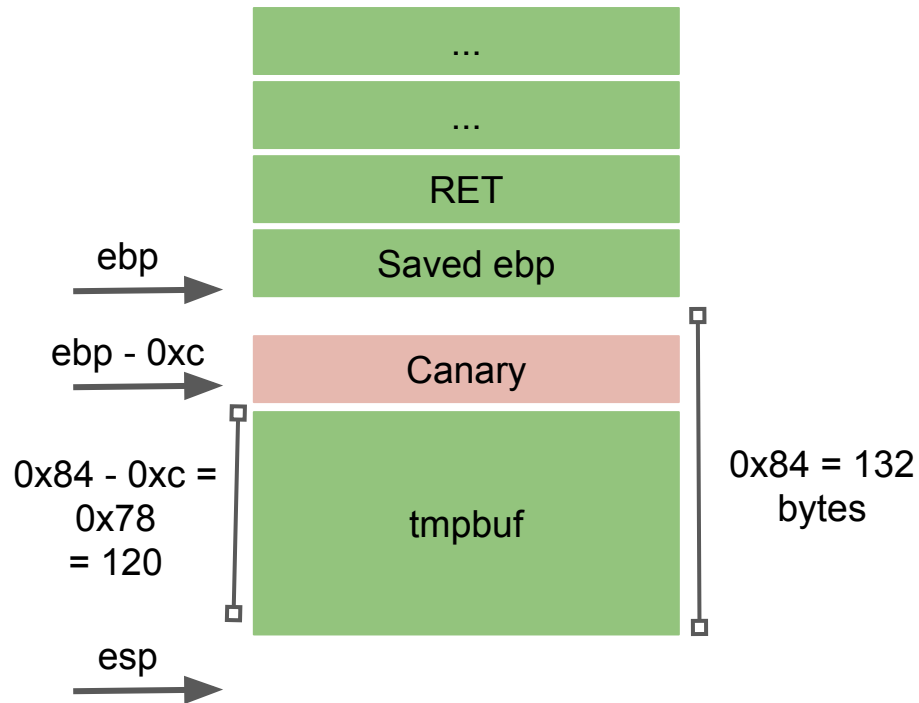 ...
...
RET
ebp
Saved ebp
ebp - 0xc
Canary
0x84 - 0xc =
0x78
= 120
tmpbuf
0x84 = 132
bytes
esp